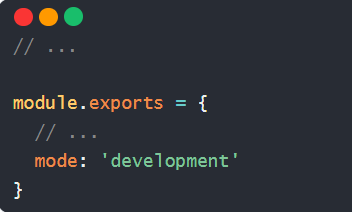 // ...
module.exports = {
  // ...
  mode: 'development'
}